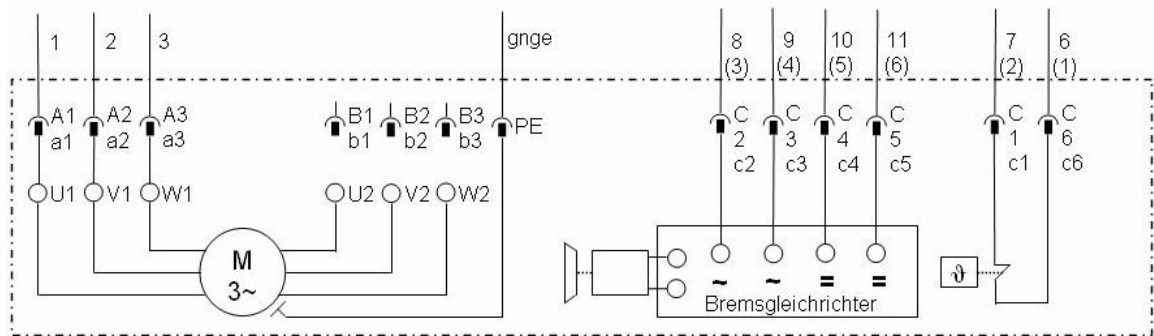 1 2 3 gnge 8 9 10 11 7 6
(3) (4) (5) (6) (2) (1)
A1 A2 A3 B1 B2 B3 PE C C C C C C
a1 a2 a3 b1 b2 b3 2 3 4 5 1 6
c2 c3 c4 c5 c1 c6
U1 V1 W1 U2 V2 W2
M
3~
~ ~ = =
ϑ
Bremsgleichrichter